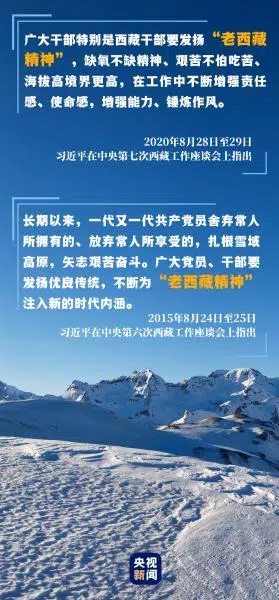 广大干部特别是西藏干部要发扬“老西藏
精神”，缺氧不缺精神、艰苦不怕吃苦、
海拔高境界更高，在工作中不断增强责任
感、使命感，增强能力、锤炼作风。
2020年8月28日至29日
习近平在中央第七次西藏工作座谈会上指出
长期以来，一代又一代共产党员舍弃常人
所拥有的、放弃常人所享受的，扎根雪域
高原，矢志艰苦奋斗。广大党员、干部要
发扬优良传统，不断为“老西藏精神”
注入新的时代内涵。
2015年8月24日至25日
习近平在中央第六次西藏工作座谈会上指出
央视
新闻